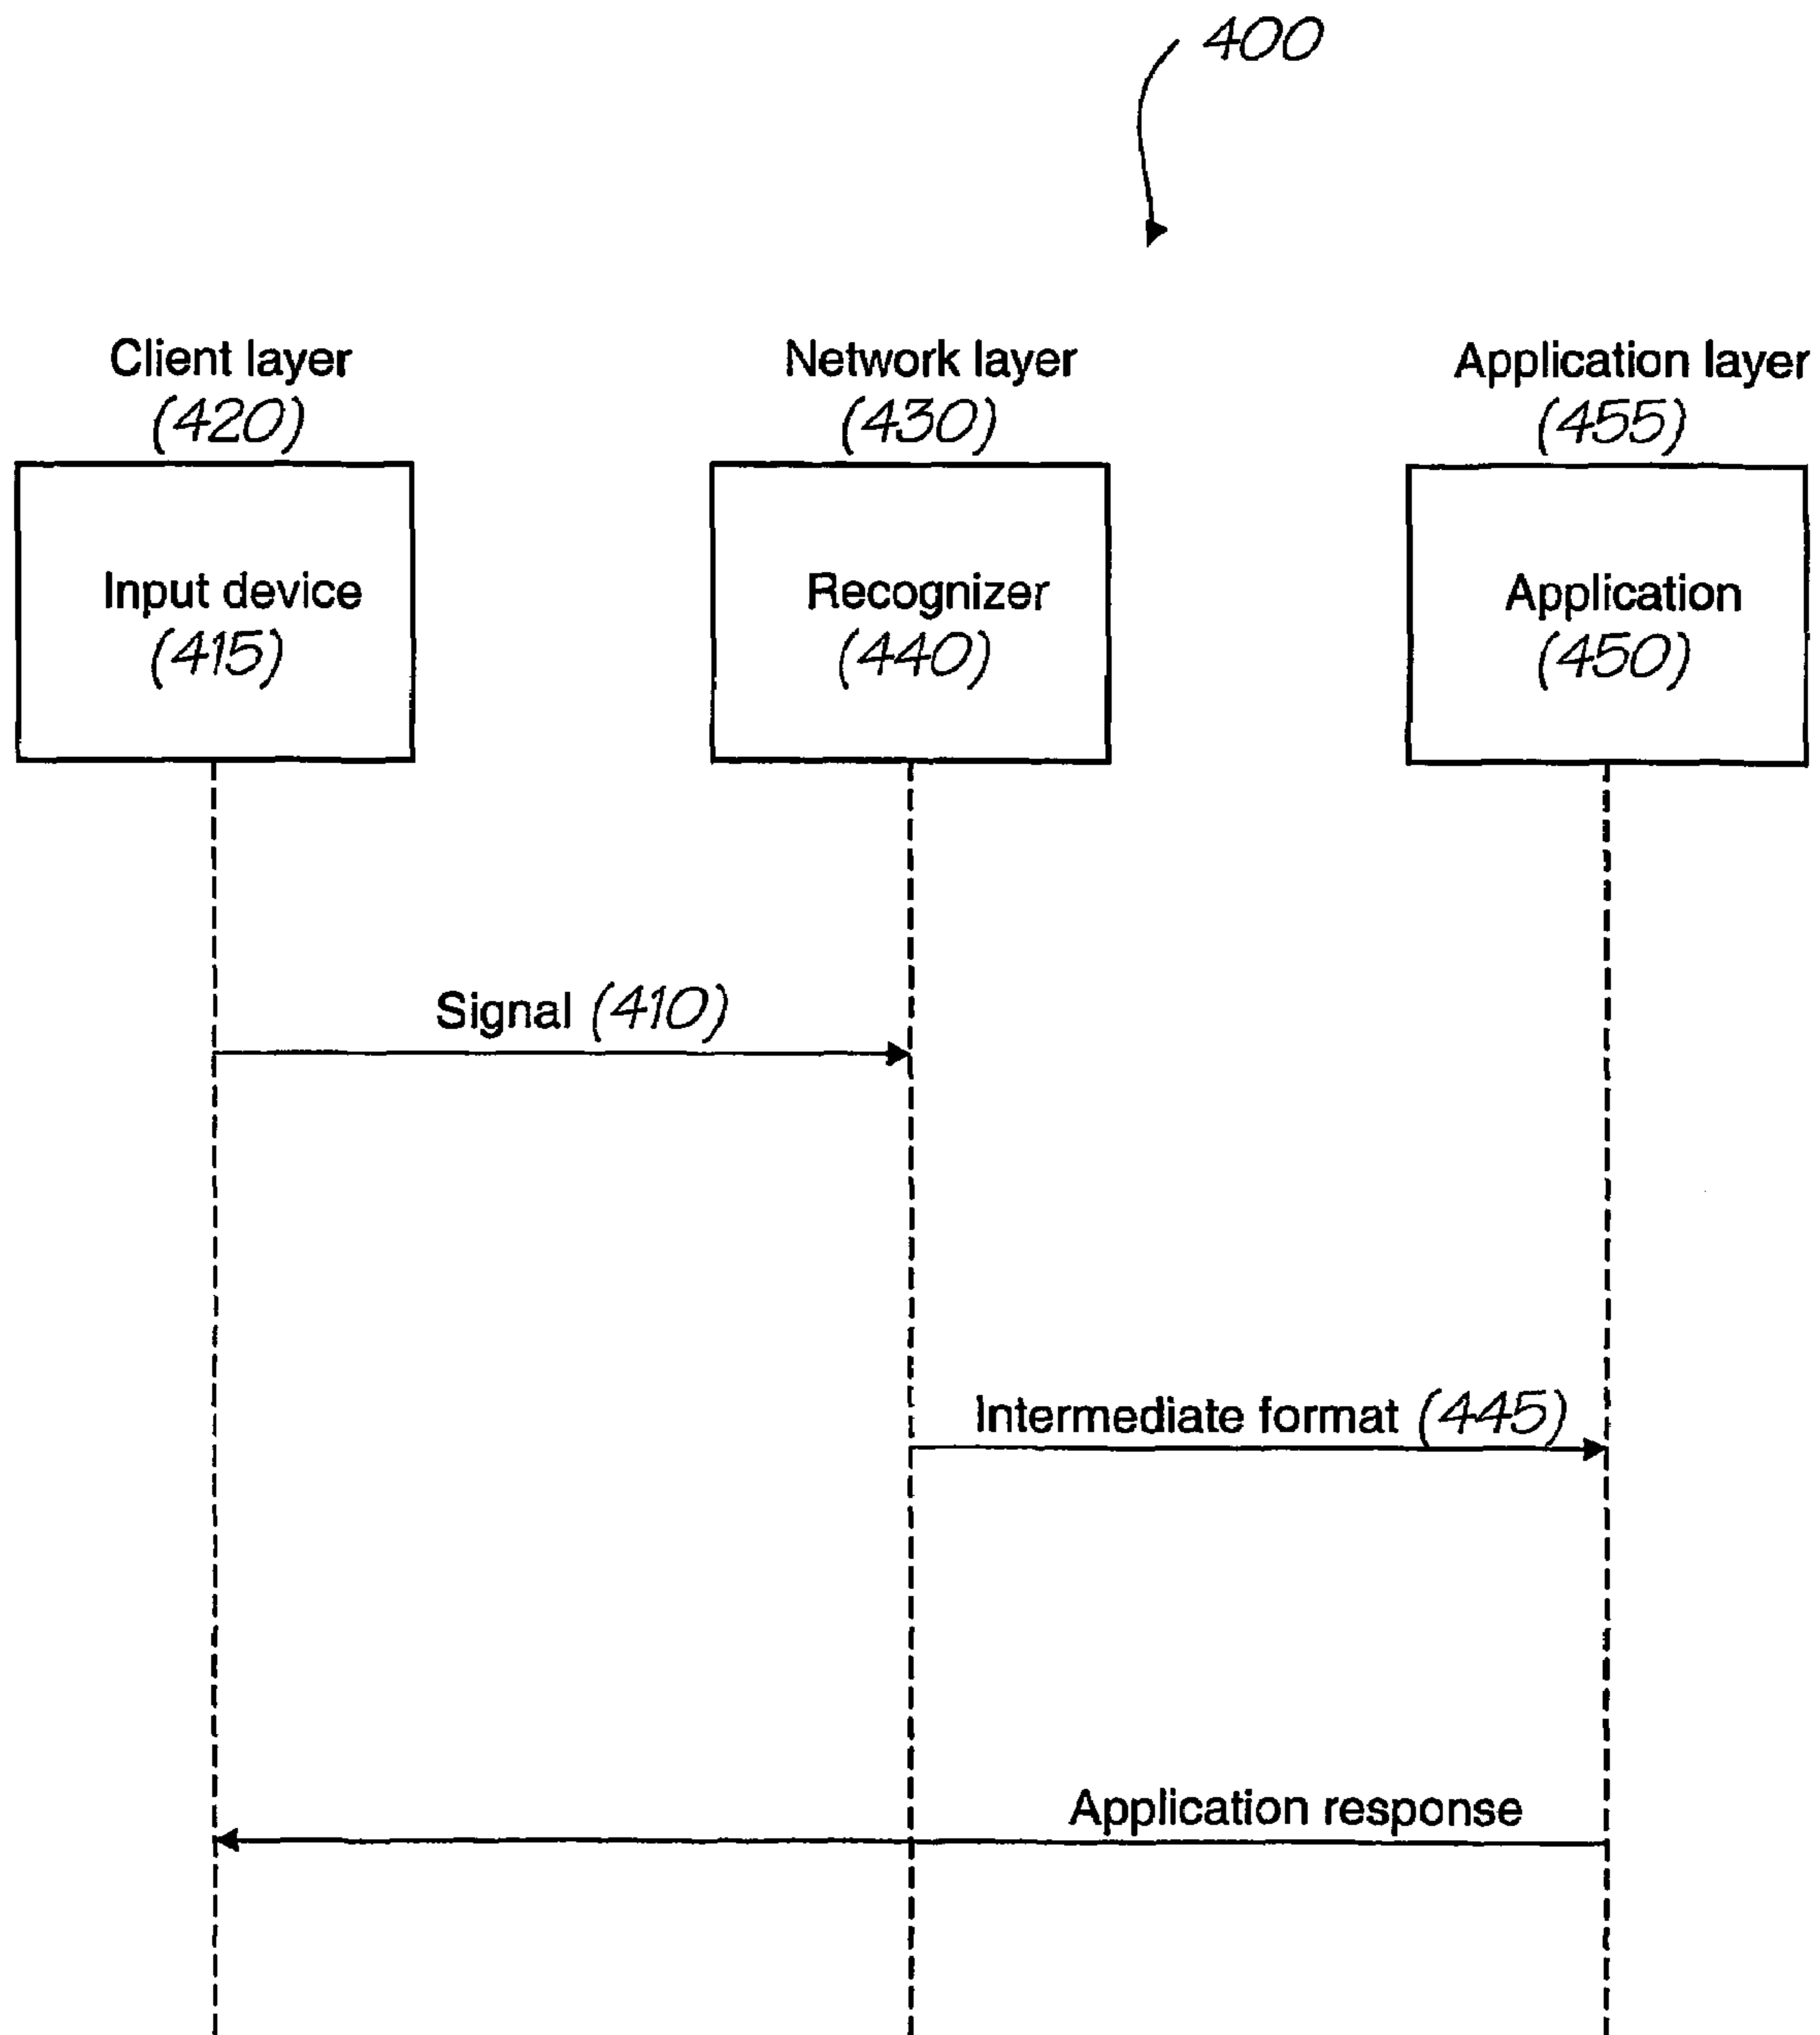 400
Client layer
(420)
Network layer
(430)
Application layer
(455)
Input device
(415)
Recognizer
(440)
Application
(450)
Signal (410)
Intermediate format (445)
Application response